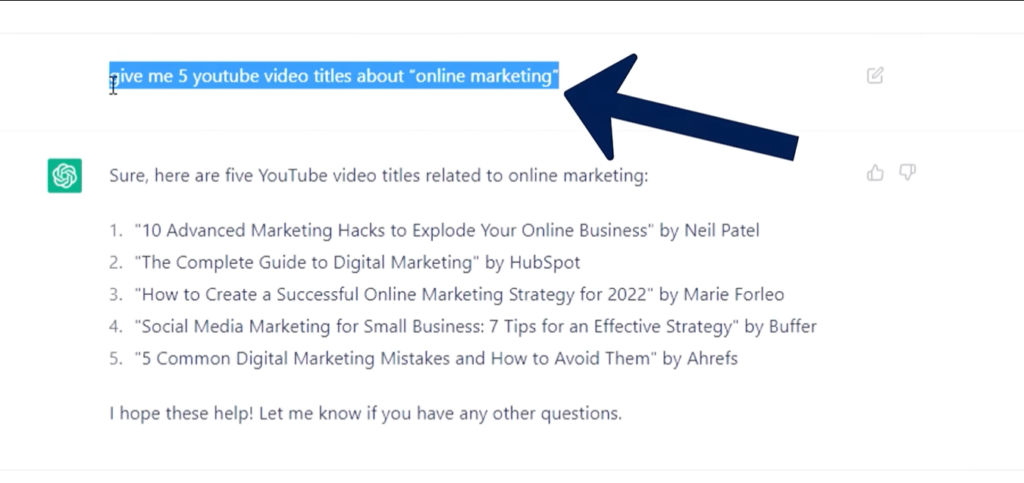 give me 5 youtube video titles about “online marketing”
Sure, here are five YouTube video titles related to online marketing:
1. "10 Advanced Marketing Hacks to Explode Your Online Business" by Neil Patel
2. "The Complete Guide to Digital Marketing" by HubSpot
3. "How to Create a Successful Online Marketing Strategy for 2022" by Marie Forleo
4. "Social Media Marketing for Small Business: 7 Tips for an Effective Strategy" by Buffer
5. "5 Common Digital Marketing Mistakes and How to Avoid Them" by Ahrefs
I hope these help! Let me know if you have any other questions.